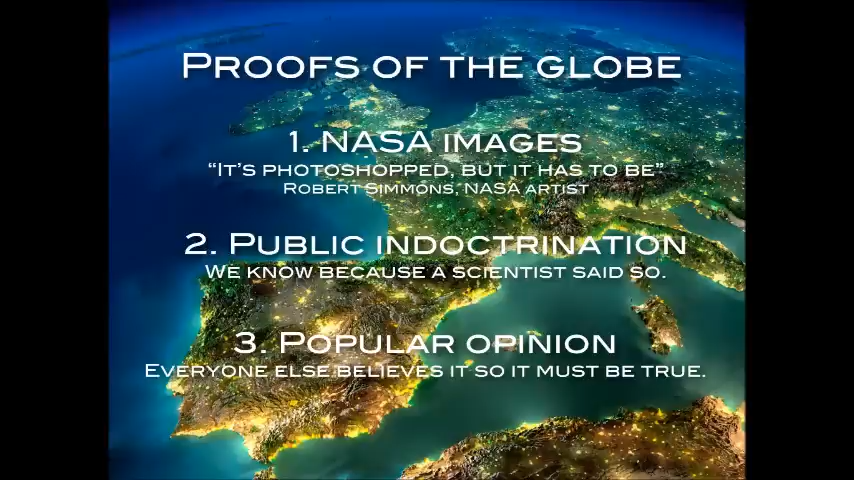 PROOFS OF THE GLOBE
1. NASA IMAGES
“IT’S PHOTOSHOPPED, BUT IT HAS TO BE”
ROBERT SIMMONS, NASA ARTIST
2. PUBLIC INDOCTRINATION
WE KNOW BECAUSE A SCIENTIST SAID SO.
3. POPULAR OPINION
EVERYONE ELSE BELIEVES IT SO IT MUST BE TRUE.